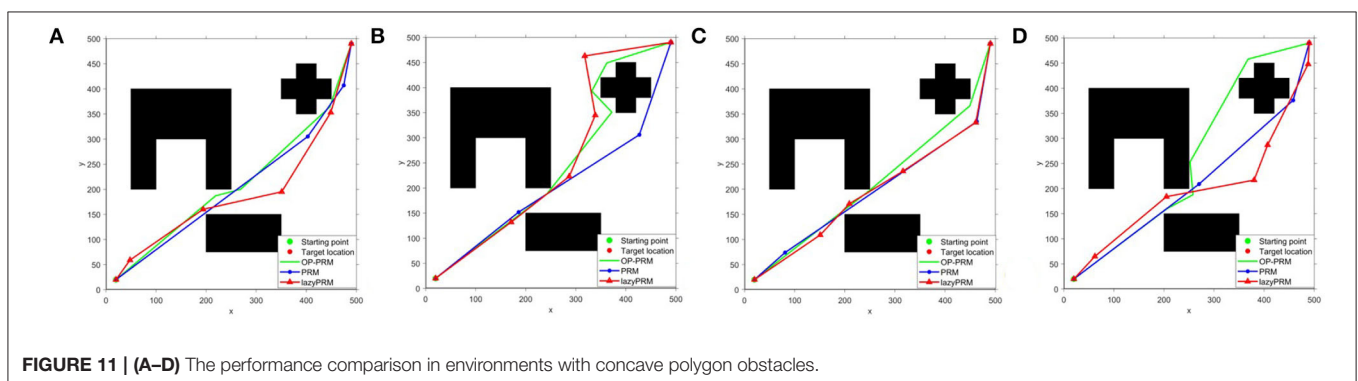 A
B
C
D
500
450
400
350
300
250
200
150
100
50
0
y
0
100
200
300
400
500
x
Starting point
Target location
OP-PRM
PRM
lazyPRM
500
450
400
350
300
250
200
150
100
50
0
y
0
100
200
300
400
500
x
Starting point
Target location
OP-PRM
PRM
lazyPRM
500
450
400
350
300
250
200
150
100
50
0
y
0
100
200
300
400
500
x
Starting point
Target location
OP-PRM
PRM
lazyPRM
500
450
400
350
300
250
200
150
100
50
0
y
0
100
200
300
400
500
x
Starting point
Target location
OP-PRM
PRM
lazyPRM
FIGURE 11 | (A–D) The performance comparison in environments with concave polygon obstacles.